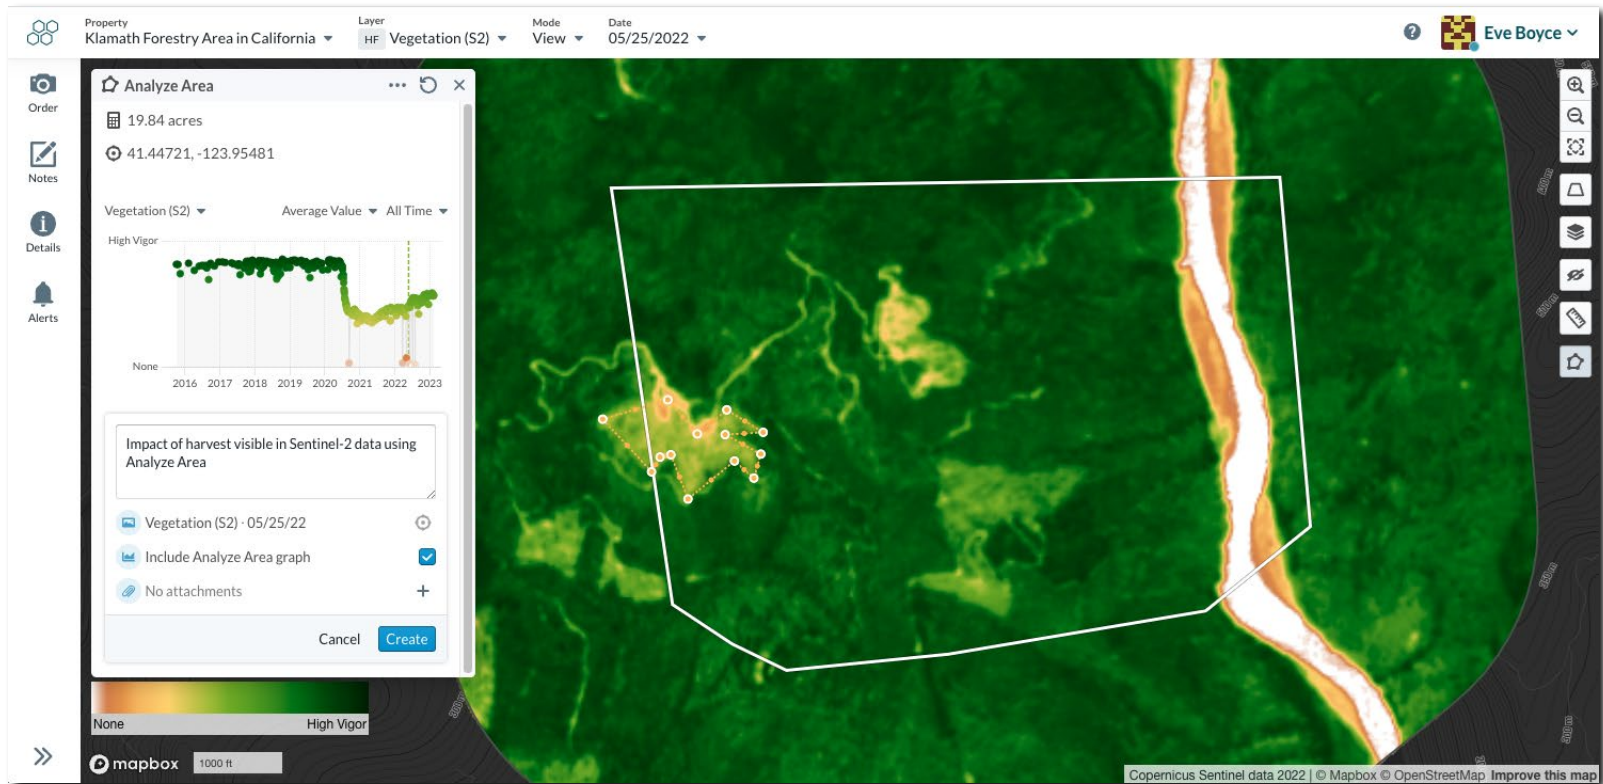 Property
Klamath Forestry Area in California
Layer
HF Vegetation (S2)
Mode
View
Date
05/25/2022
Eve Boyce
Order
Notes
Details
Alerts
Analyze Area
19.84 acres
41.44721, -123.95481
Vegetation (S2) Average Value All Time
High Vigor
None
2016 2017 2018 2019 2020 2021 2022 2023
Impact of harvest visible in Sentinel-2 data using
Analyze Area
Vegetation (S2) · 05/25/22
Include Analyze Area graph
No attachments
Cancel Create
None High Vigor
mapbox
1000 ft
350 m
Copernicus Sentinel data 2022 | © Mapbox © OpenStreetMap Improve this map